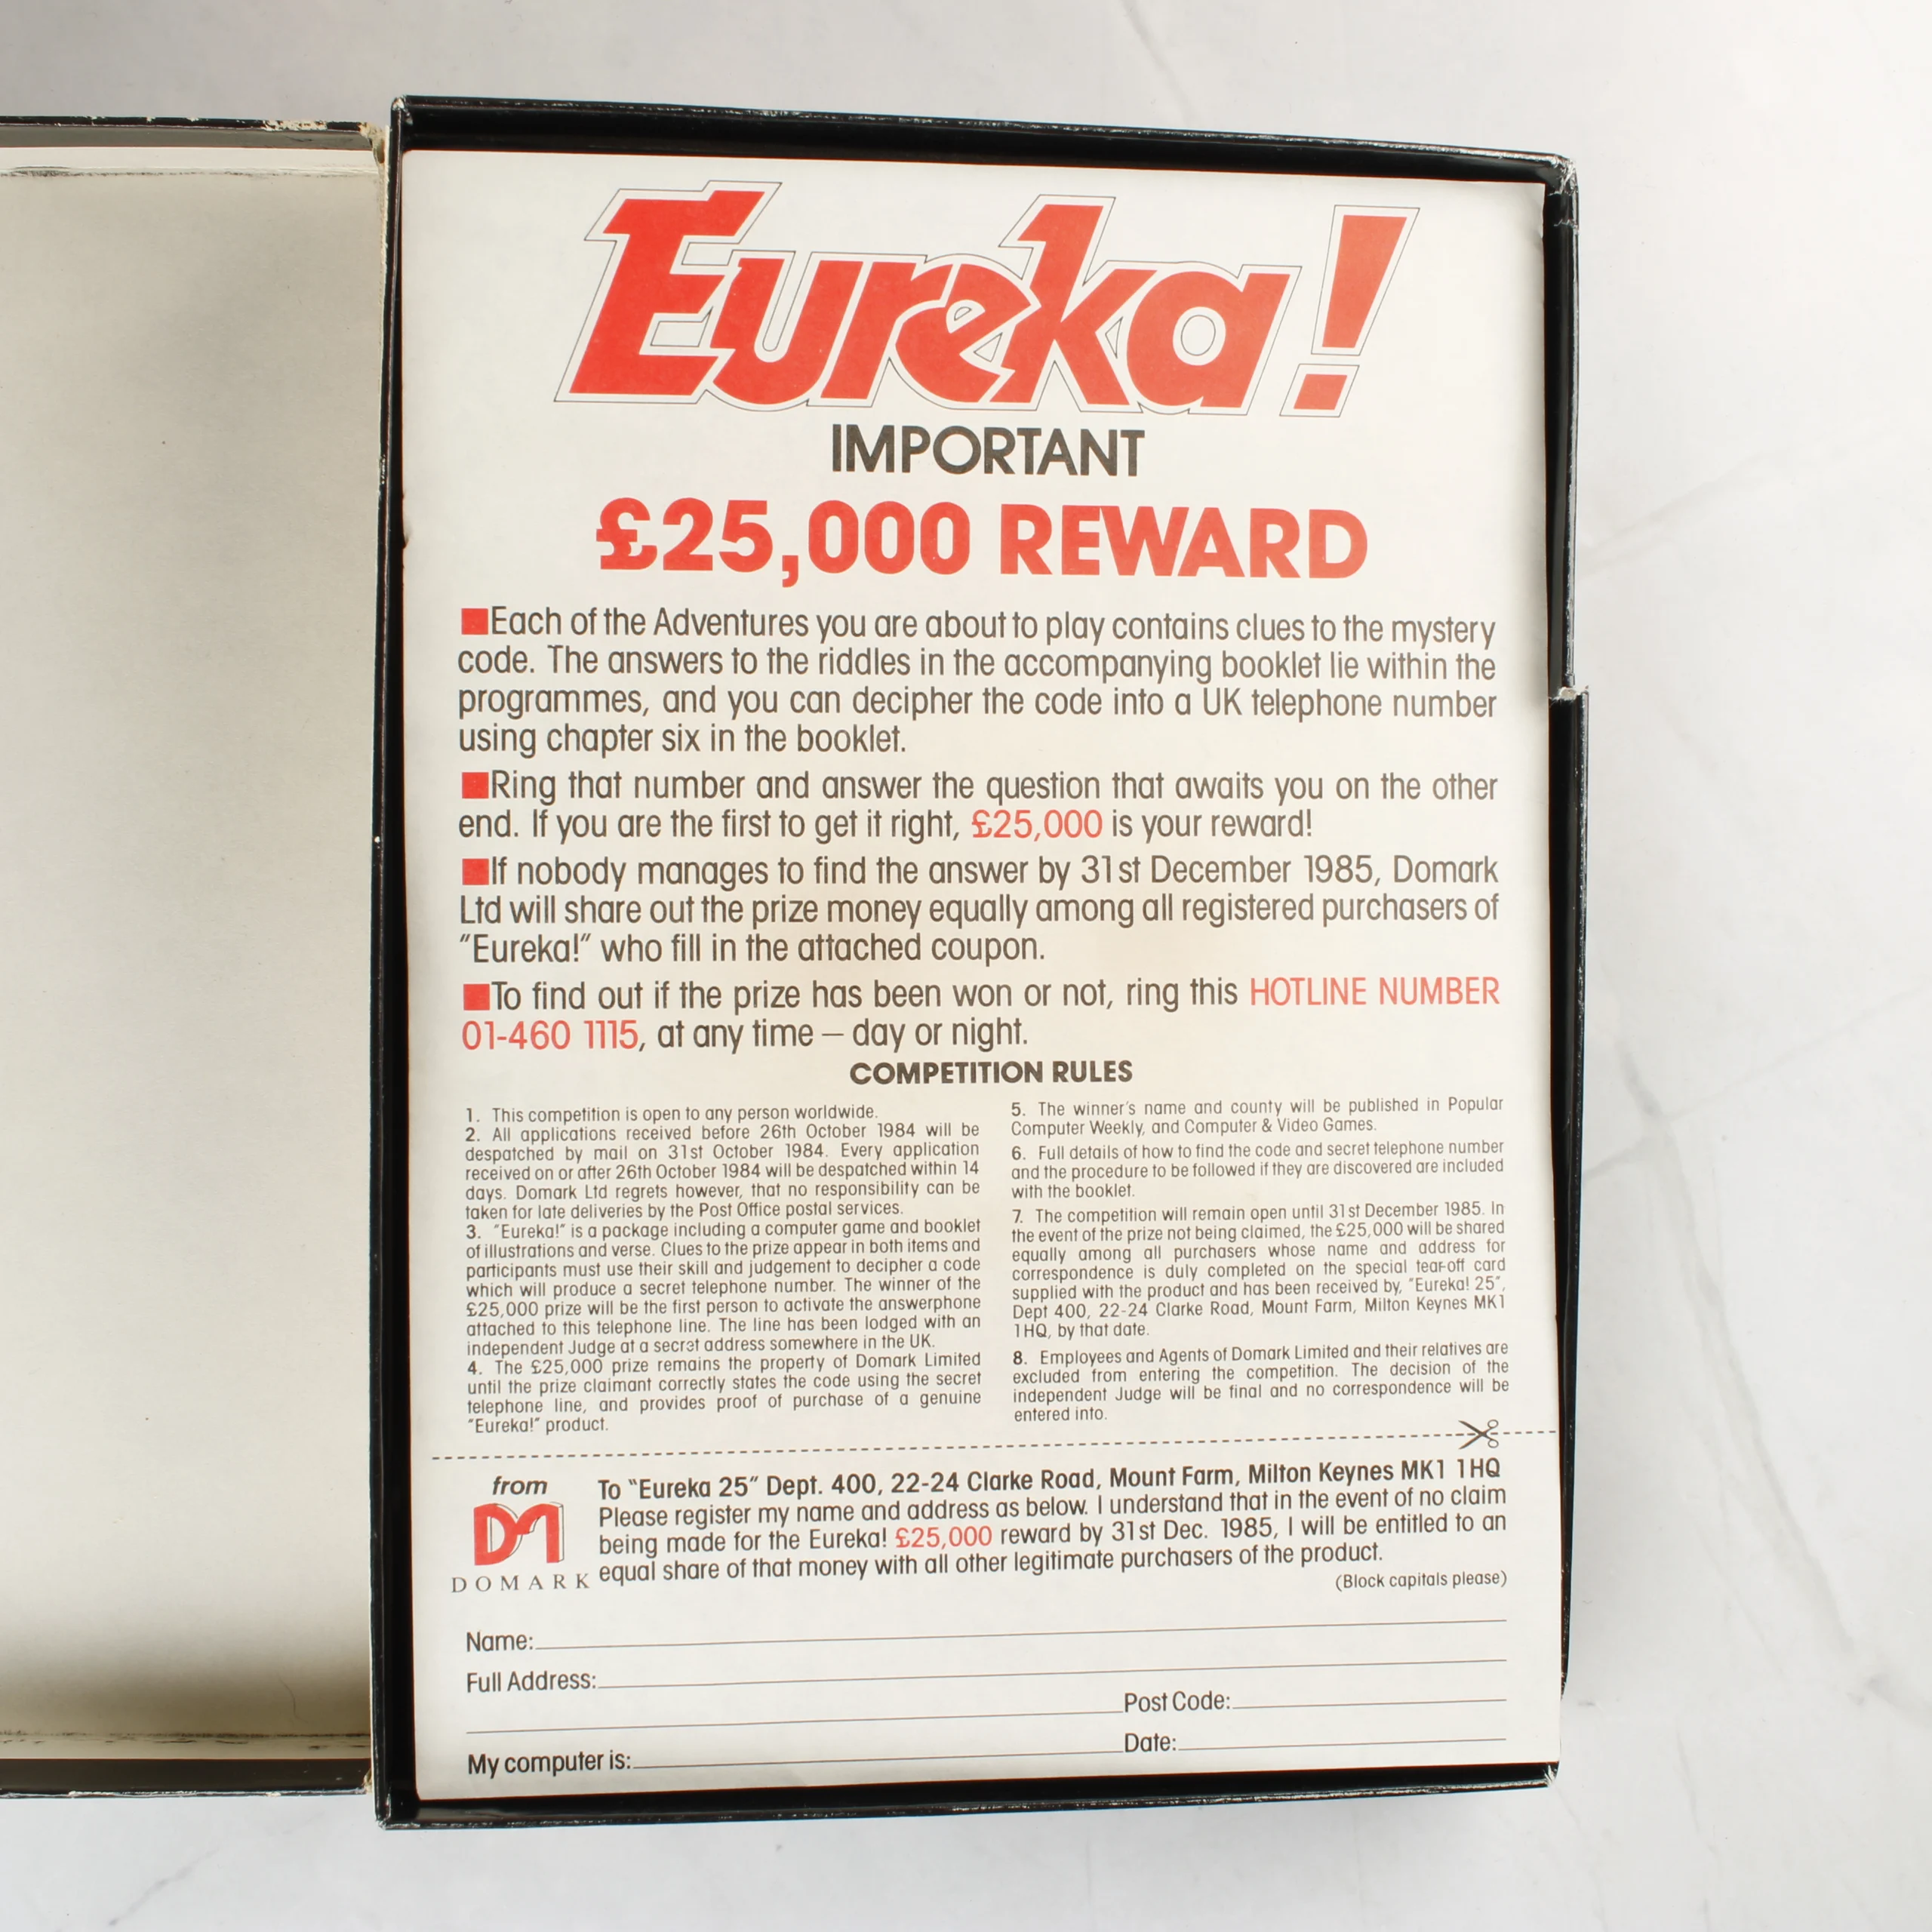 Eureka!
IMPORTANT
£25,000 REWARD
■Each of the Adventures you are about to play contains clues to the mystery
code. The answers to the riddles in the accompanying booklet lie within the
programmes, and you can decipher the code into a UK telephone number
using chapter six in the booklet.
■Ring that number and answer the question that awaits you on the other
end. If you are the first to get it right, £25,000 is your reward!
■If nobody manages to find the answer by 31st December 1985, Domark
Ltd will share out the prize money equally among all registered purchasers of
"Eureka!" who fill in the attached coupon.
■To find out if the prize has been won or not, ring this HOTLINE NUMBER
01-460 1115, at any time – day or night.
COMPETITION RULES
1. This competition is open to any person worldwide.
2. All applications received before 26th October 1984 will be
despatched by mail on 31st October 1984. Every application
received on or after 26th October 1984 will be despatched within 14
days. Domark Ltd regrets however, that no responsibility can be
taken for late deliveries by the Post Office postal services.
3. "Eureka!" is a package including a computer game and booklet
of illustrations and verse. Clues to the prize appear in both items and
participants must use their skill and judgement to decipher a code
which will produce a secret telephone number. The winner of the
£25,000 prize will be the first person to activate the answerphone
attached to this telephone line. The line has been lodged with an
independent Judge at a secret address somewhere in the UK.
4. The £25,000 prize remains the property of Domark Limited
until the prize claimant correctly states the code using the secret
telephone line, and provides proof of purchase of a genuine
"Eureka!" product.
5. The winner's name and county will be published in Popular
Computer Weekly, and Computer & Video Games.
6. Full details of how to find the code and secret telephone number
and the procedure to be followed if they are discovered are included
with the booklet.
7. The competition will remain open until 31st December 1985. In
the event of the prize not being claimed, the £25,000 will be shared
equally among all purchasers whose name and address for
correspondence is duly completed on the special tear-off card
supplied with the product and has been received by, "Eureka! 25",
Dept 400, 22-24 Clarke Road, Mount Farm, Milton Keynes MK1
1HQ, by that date.
8. Employees and Agents of Domark Limited and their relatives are
excluded from entering the competition. The decision of the
independent Judge will be final and no correspondence will be
entered into.
from
DOMARK
To "Eureka 25" Dept. 400, 22-24 Clarke Road, Mount Farm, Milton Keynes MK1 1HQ
Please register my name and address as below. I understand that in the event of no claim
being made for the Eureka! £25,000 reward by 31st Dec. 1985, I will be entitled to an
equal share of that money with all other legitimate purchasers of the product.
(Block capitals please)
Name:
Full Address:
Post Code:
My computer is:
Date: